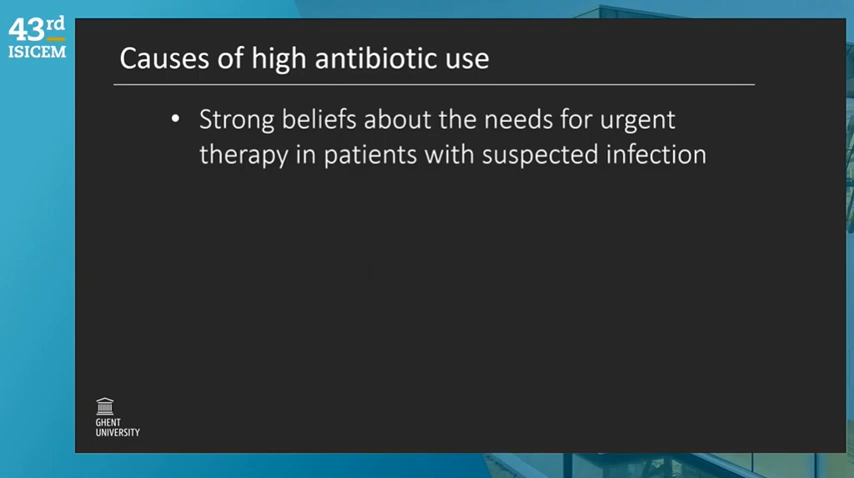 43rd
ISICEM
Causes of high antibiotic use
• Strong beliefs about the needs for urgent
therapy in patients with suspected infection
GHENT
UNIVERSITY